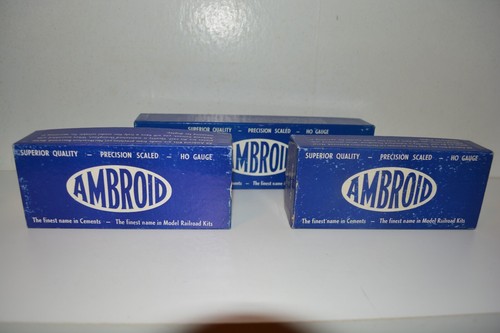 SUPERIOR QUALITY - PRECISION SCALED - HO GAUGE
MBROID
SUPERIOR QUALITY - PRECISION SCALED - HO GAUGE
AMBROID
The finest name in Cements - The finest name in Model Railroad Kits
SUPERIOR QUALITY - PRECISION SCALED - HO GAUGE
AMBROID
The finest name in Cements - The finest name in Model Railroad Kits